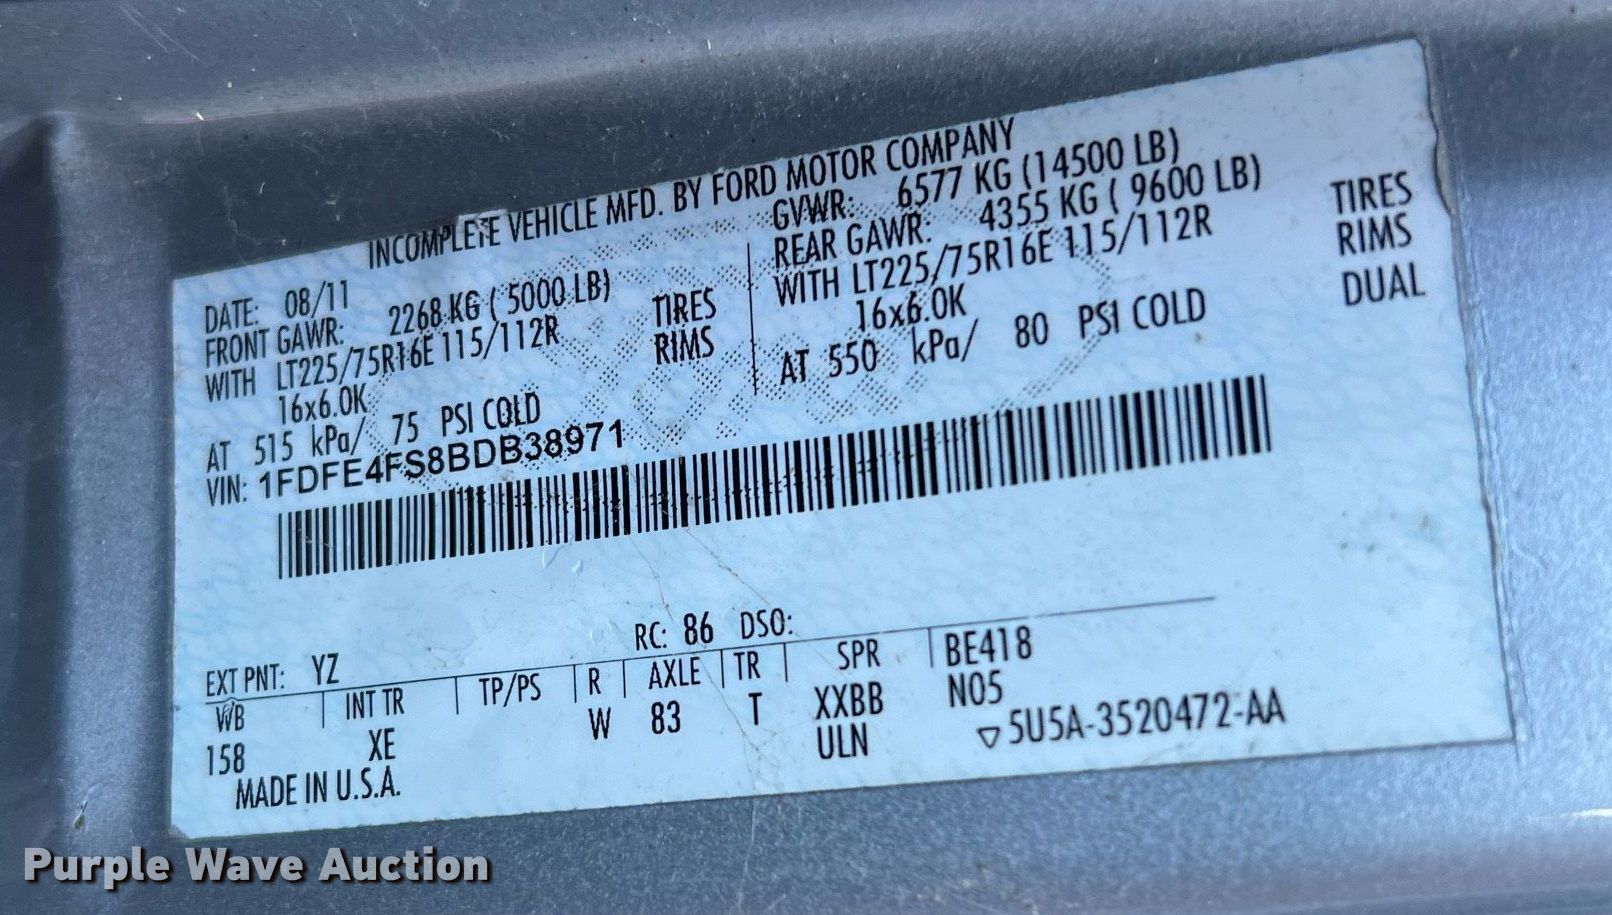 INCOMPLETE VEHICLE MFD. BY FORD MOTOR COMPANY
DATE: 08/11
GVWR: 6577 KG (14500 LB)
FRONT GAWR: 2268 KG ( 5000 LB)
REAR GAWR: 4355 KG ( 9600 LB)
WITH LT225/75R16E 115/112R TIRES
WITH LT225/75R16E 115/112R TIRES
16x6.0K RIMS
16x6.0K RIMS
AT 515 kPa/ 75 PSI COLD
AT 550 kPa/ 80 PSI COLD DUAL
VIN: 1FDFE4FS8BDB38971
EXT PNT: YZ RC: 86 DSO:
WB INT TR TP/PS R AXLE TR SPR BE418
158 XE W 83 T XXBB N05
ULN ▽5U5A-3520472-AA
MADE IN U.S.A.
Purple Wave Auction